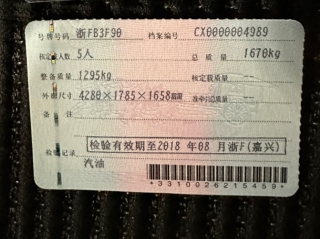 号牌号码 浙FB3F90 档案编号 CX0000004989
核定载人数 5人 总质量 1670kg
整备质量 1295kg 核定载质量 --
外廓尺寸 4280×1785×1658mm 准牵引总质量 --
备注
检验有效期至2018年08月浙F(嘉兴)
检验记录
汽油
*3310026215459*